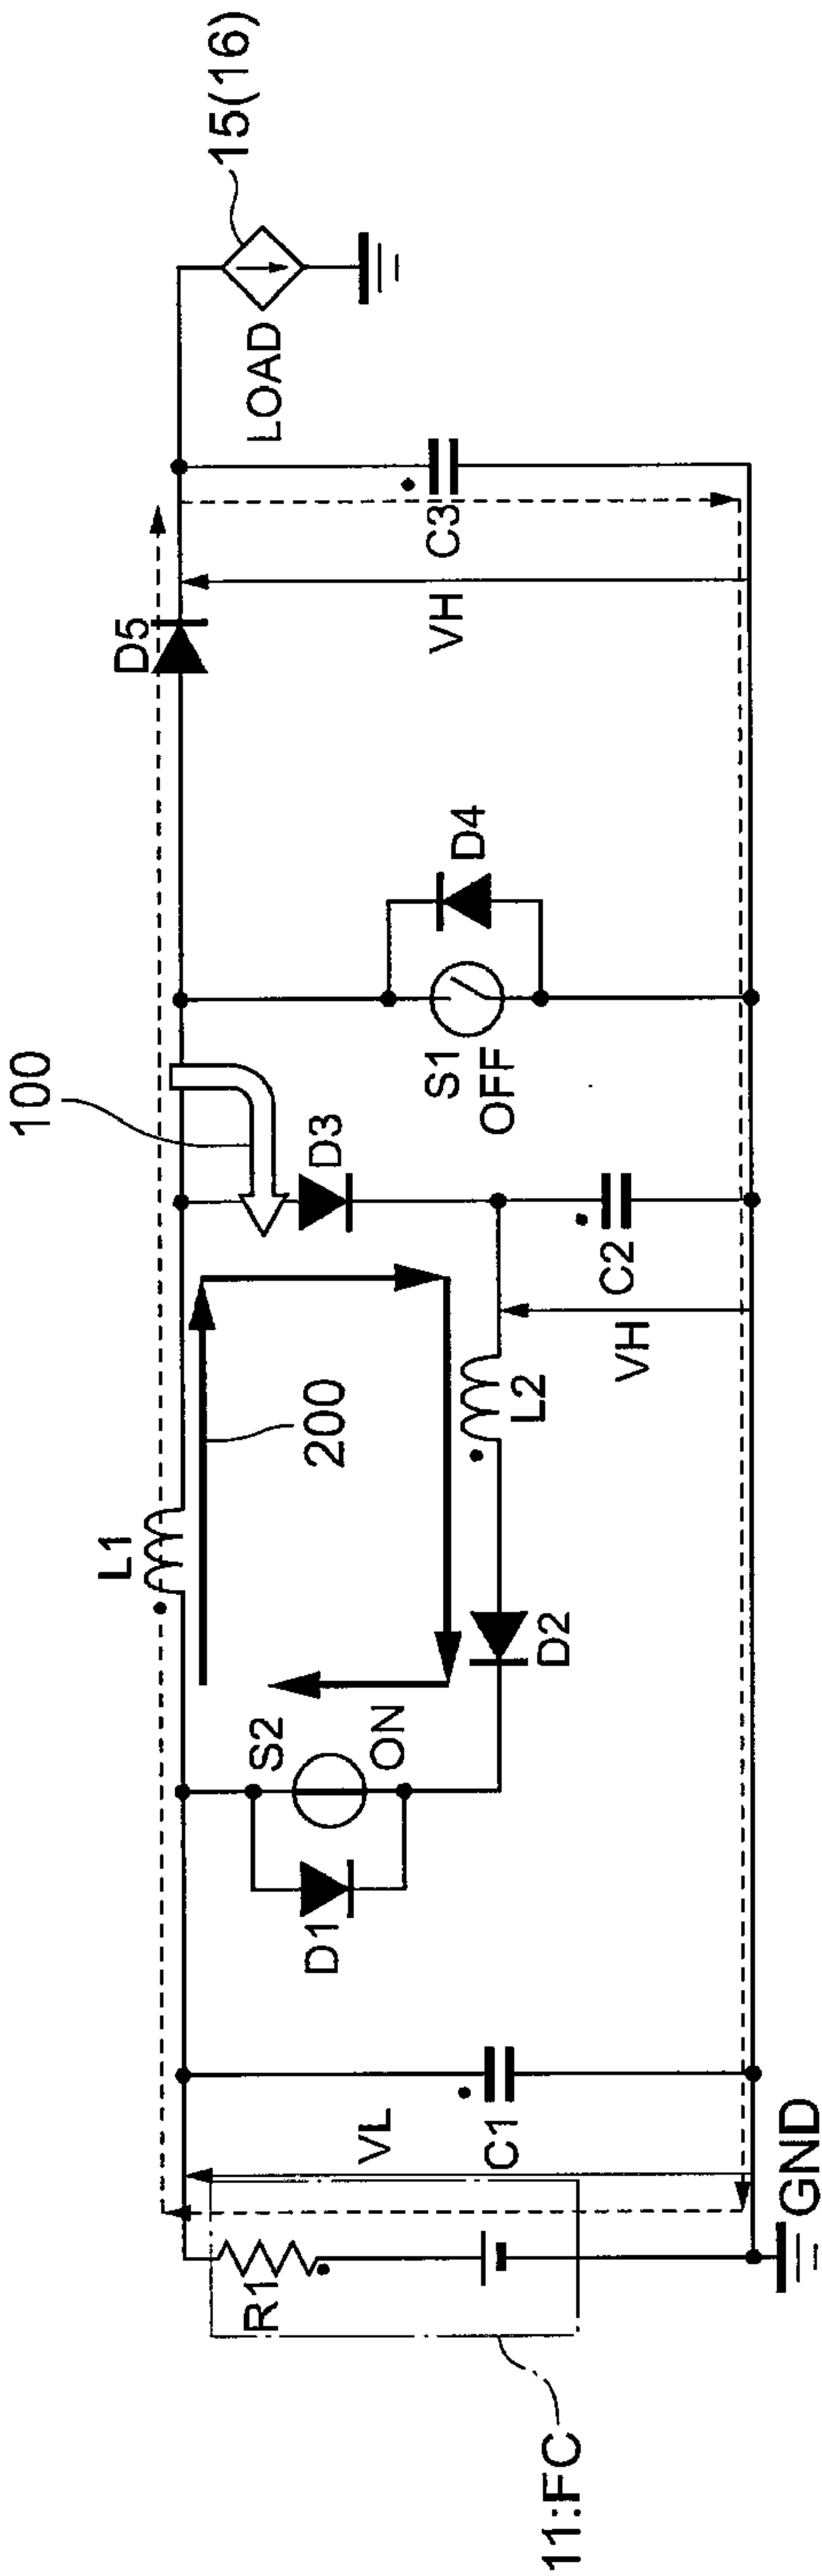 11:FC
R1
VL
C1
GND
D1
S2
ON
D2
L1
200
L2
VH
C2
100
D3
S1
OFF
D4
D5
VH
C3
LOAD
15(16)